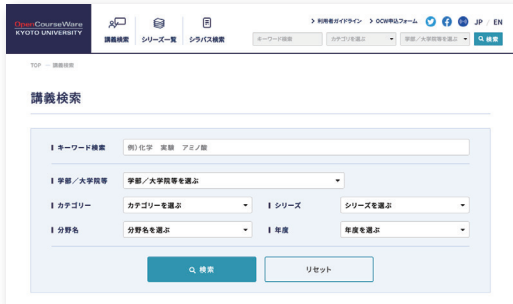 OpenCourseWare
KYOTO UNIVERSITY
講義検索
シリーズ一覧
シラバス検索
利用者ガイドライン
OCW申込フォーム
JP / EN
キーワード検索
カテゴリを選ぶ
学部/大学院等を選ぶ
検索
TOP — 講義検索
講義検索
キーワード検索
例)化学 実験 アミノ酸
学部/大学院等
学部/大学院等を選ぶ
カテゴリー
カテゴリーを選ぶ
シリーズ
シリーズを選ぶ
分野名
分野名を選ぶ
年度
年度を選ぶ
検索
リセット